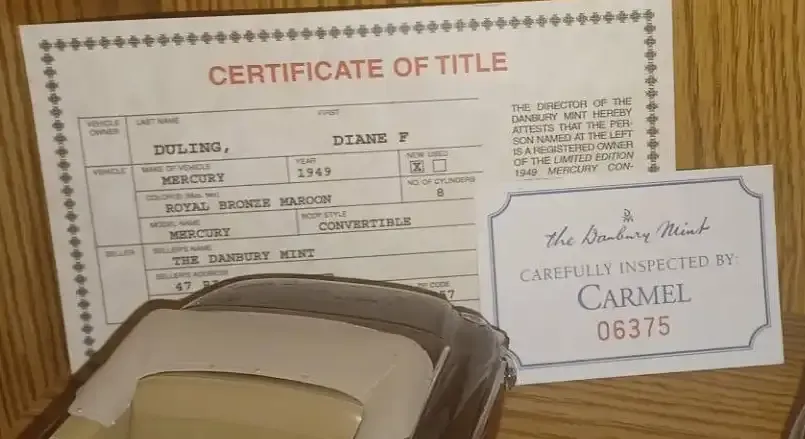 CERTIFICATE OF TITLE
VEHICLE OWNER
LAST NAME FIRST
DULING, DIANE F
VEHICLE
MAKE OF VEHICLE YEAR NEW USED
MERCURY 1949 X
COLOR(S) NO. OF CYLINDERS
ROYAL BRONZE MAROON 8
MODEL NAME BODY STYLE
MERCURY CONVERTIBLE
SELLER
SELLER'S NAME
THE DANBURY MINT
SELLER'S ADDRESS CODE
47
THE DIRECTOR OF THE
DANBURY MINT HEREBY
ATTESTS THAT THE PER-
SON NAMED AT THE LEFT
IS A REGISTERED OWNER
OF THE LIMITED EDITION
1949 MERCURY CON-
DM
the Danbury Mint
CAREFULLY INSPECTED BY:
CARMEL
06375